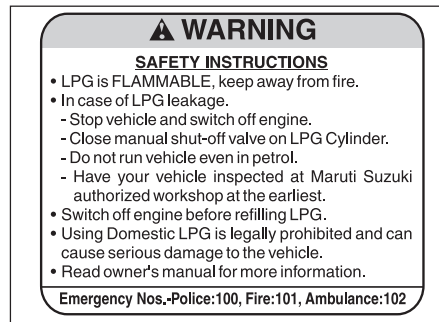 WARNING
SAFETY INSTRUCTIONS
• LPG is FLAMMABLE, keep away from fire.
• In case of LPG leakage.
- Stop vehicle and switch off engine.
- Close manual shut-off valve on LPG Cylinder.
- Do not run vehicle even in petrol.
- Have your vehicle inspected at Maruti Suzuki
authorized workshop at the earliest.
• Switch off engine before refilling LPG.
• Using Domestic LPG is legally prohibited and can
cause serious damage to the vehicle.
• Read owner's manual for more information.
Emergency Nos.-Police:100, Fire:101, Ambulance:102